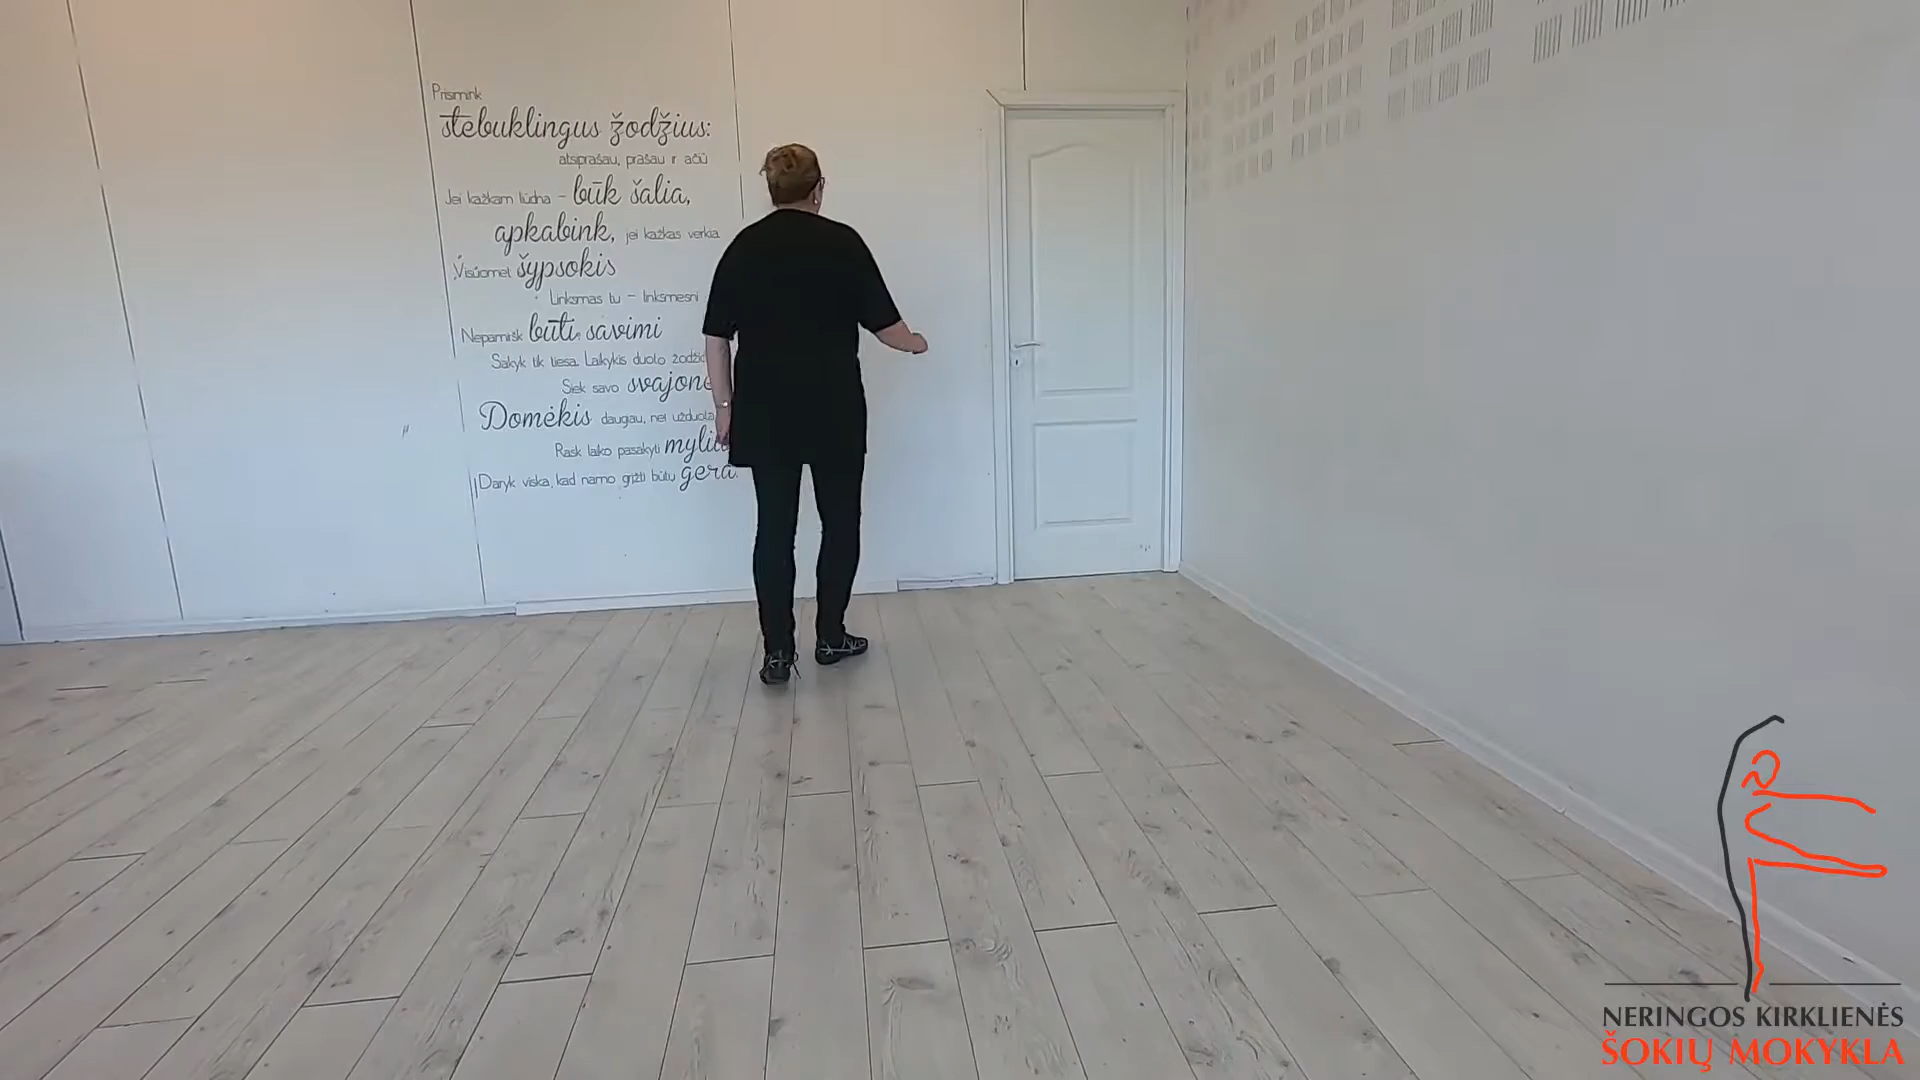 Prisimink
stebuklingus žodžius:
atsiprašau, prašau ir ačiū
Jei kažkam liūdna – būk šalia,
apkabink, jei kažkas verkia.
Visuomet šypsokis
Linksmas tu – linksmesni
Nepamiršk būti savimi
Sakyk tik tiesą. Laikykis duoto
Siek savo
Domėkis daugiau, nei
Rask laiko pasakyti
Daryk viską, kad namo grįžti būtų gera.
NERINGOS KIRKLIENĖS
ŠOKIŲ MOKYKLA